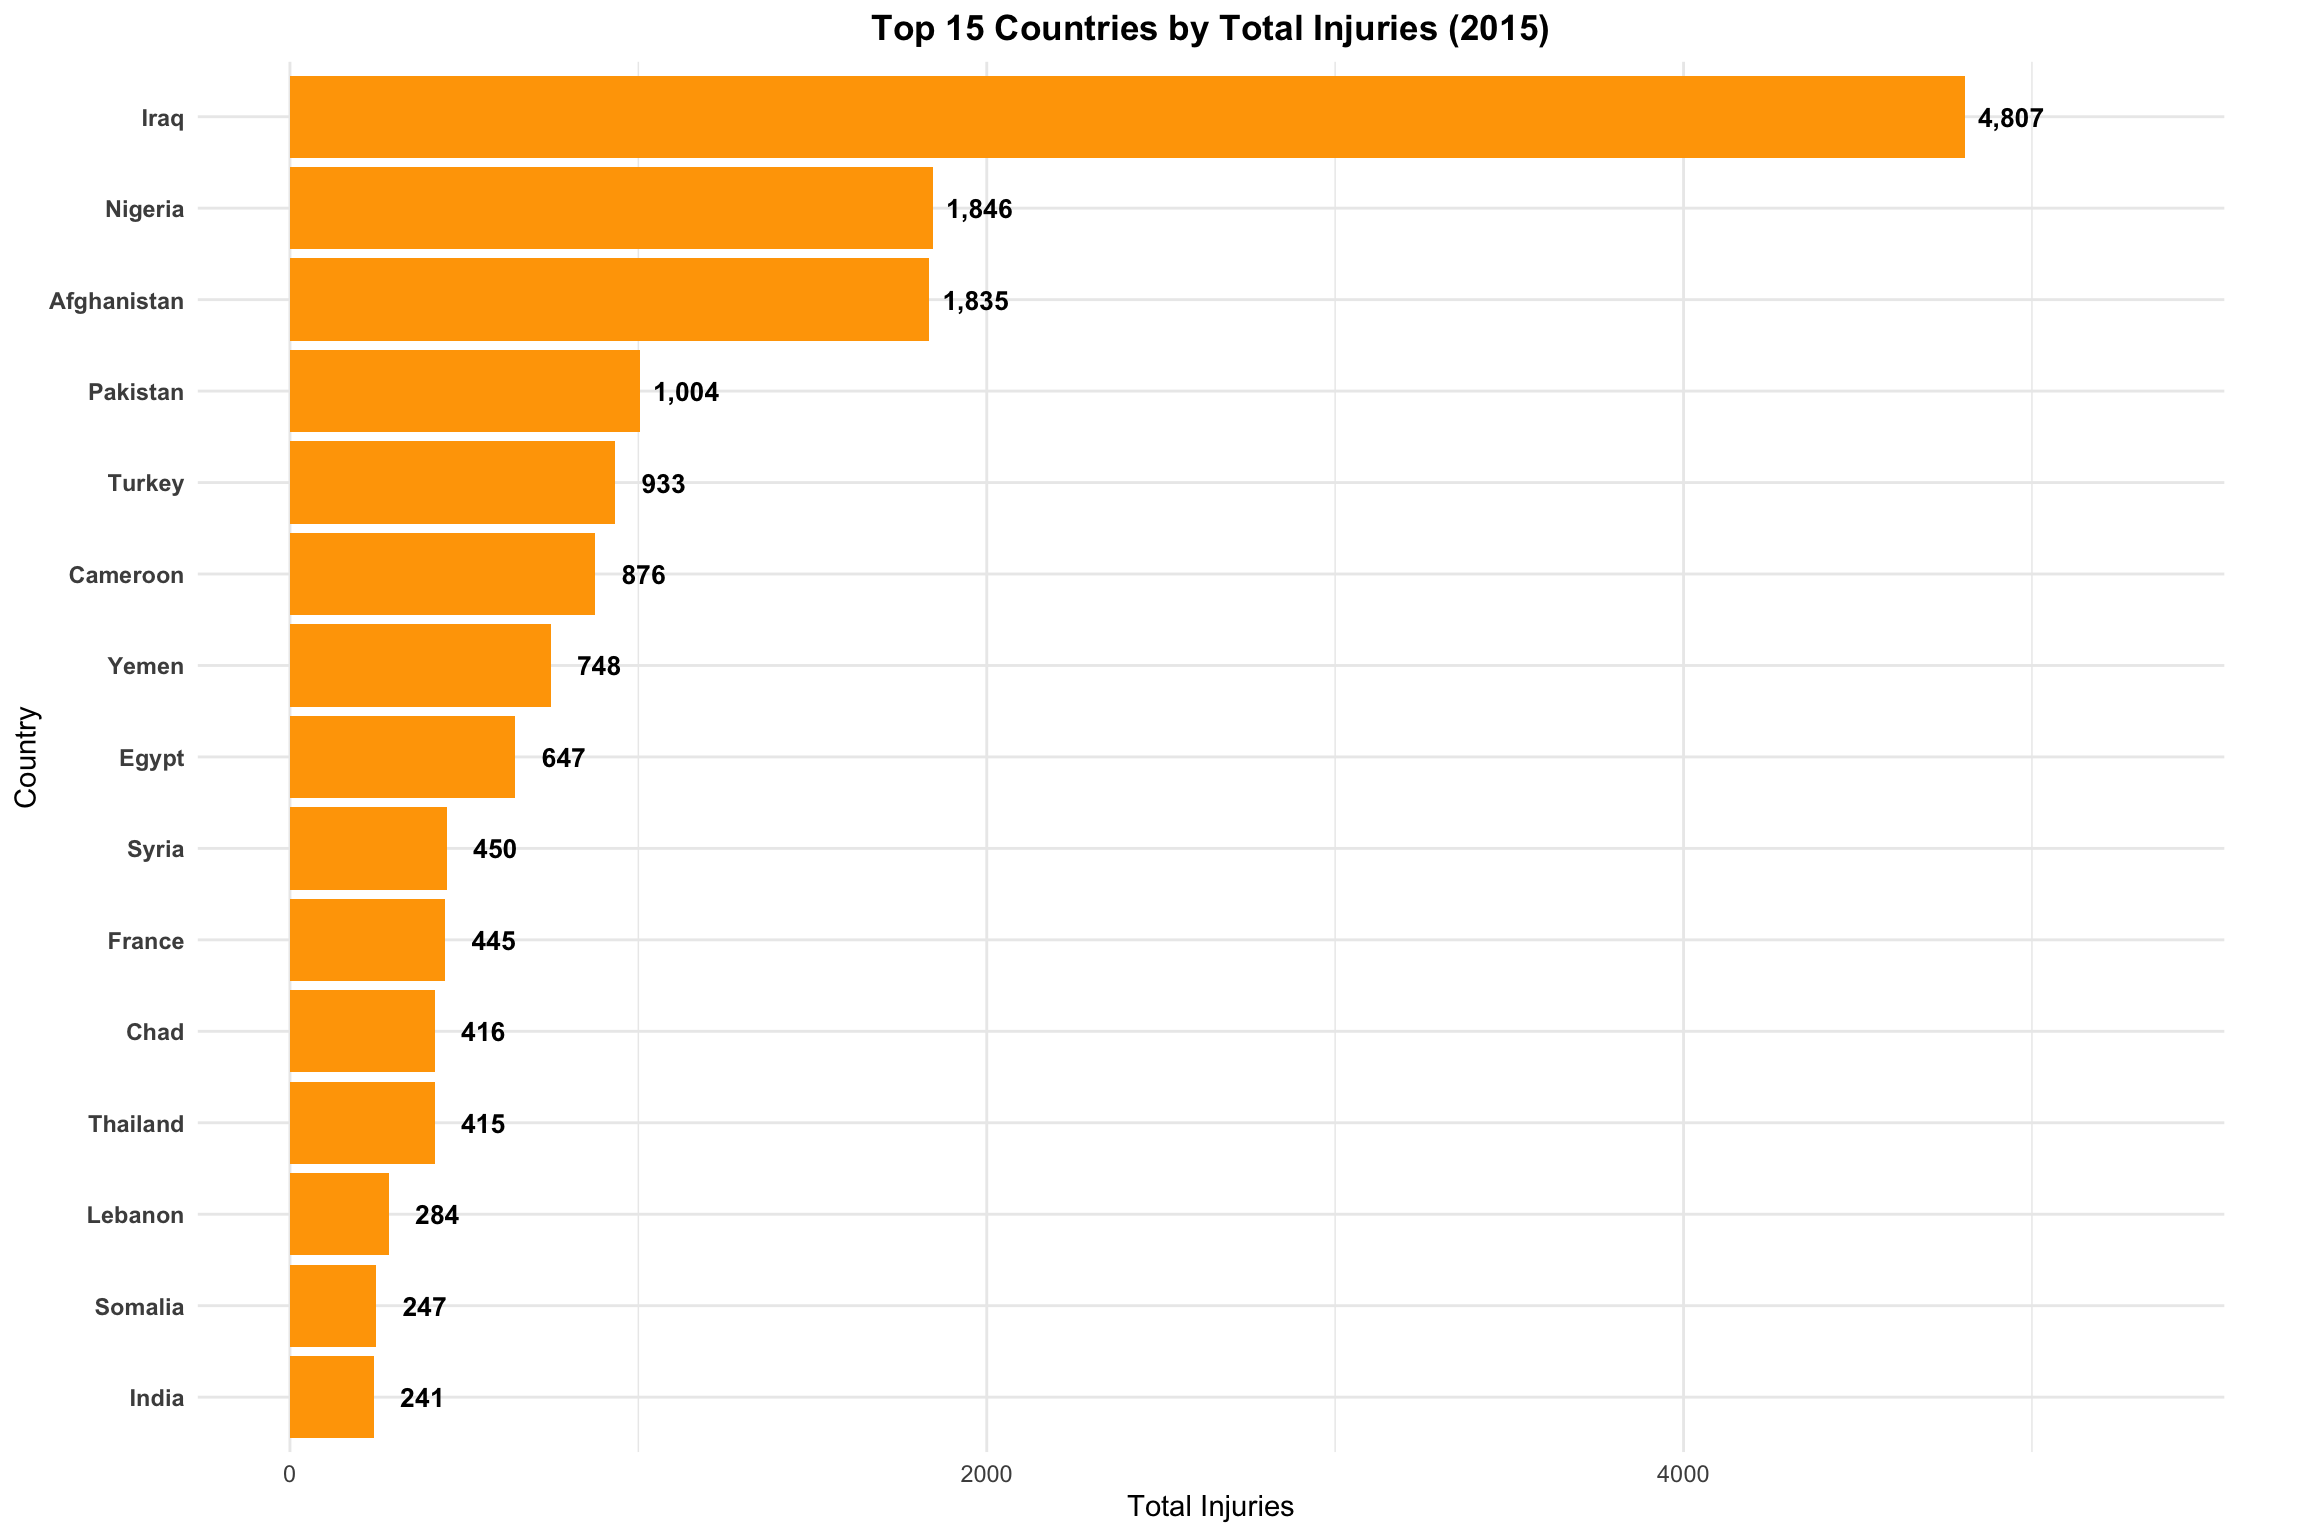 Top 15 Countries by Total Injuries (2015)
Iraq 4,807
Nigeria 1,846
Afghanistan 1,835
Pakistan 1,004
Turkey 933
Cameroon 876
Yemen 748
Egypt 647
Syria 450
France 445
Chad 416
Thailand 415
Lebanon 284
Somalia 247
India 241
Country
0 2000 4000
Total Injuries